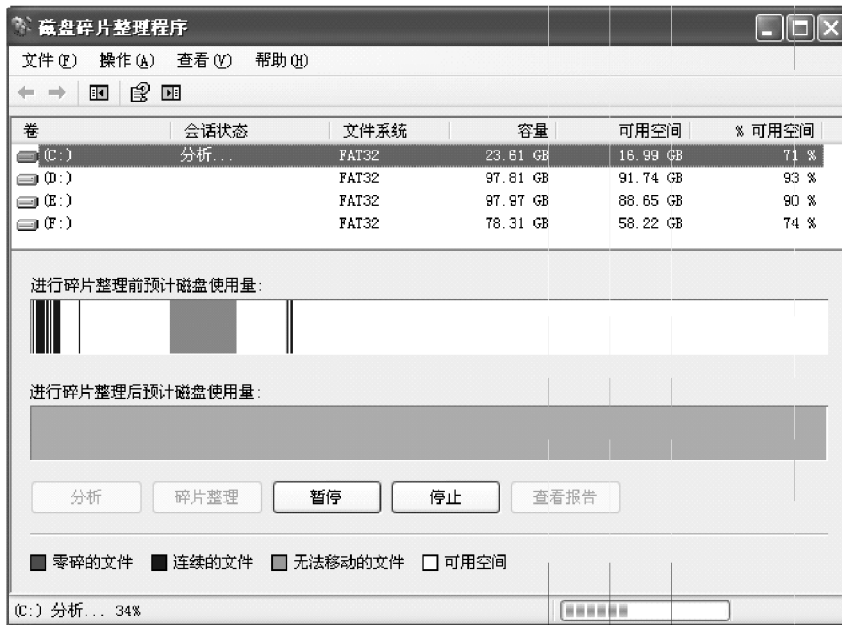 磁盘碎片整理程序
文件(F) 操作(A) 查看(V) 帮助(H)
卷 会话状态 文件系统 容量 可用空间 % 可用空间
(C:) 分析... FAT32 23.61 GB 16.99 GB 71 %
(D:) FAT32 97.81 GB 91.74 GB 93 %
(E:) FAT32 97.97 GB 88.65 GB 90 %
(F:) FAT32 78.31 GB 58.22 GB 74 %
进行碎片整理前预计磁盘使用量:
进行碎片整理后预计磁盘使用量:
分析 碎片整理 暂停 停止 查看报告
零碎的文件 连续的文件 无法移动的文件 可用空间
(C:) 分析... 34%